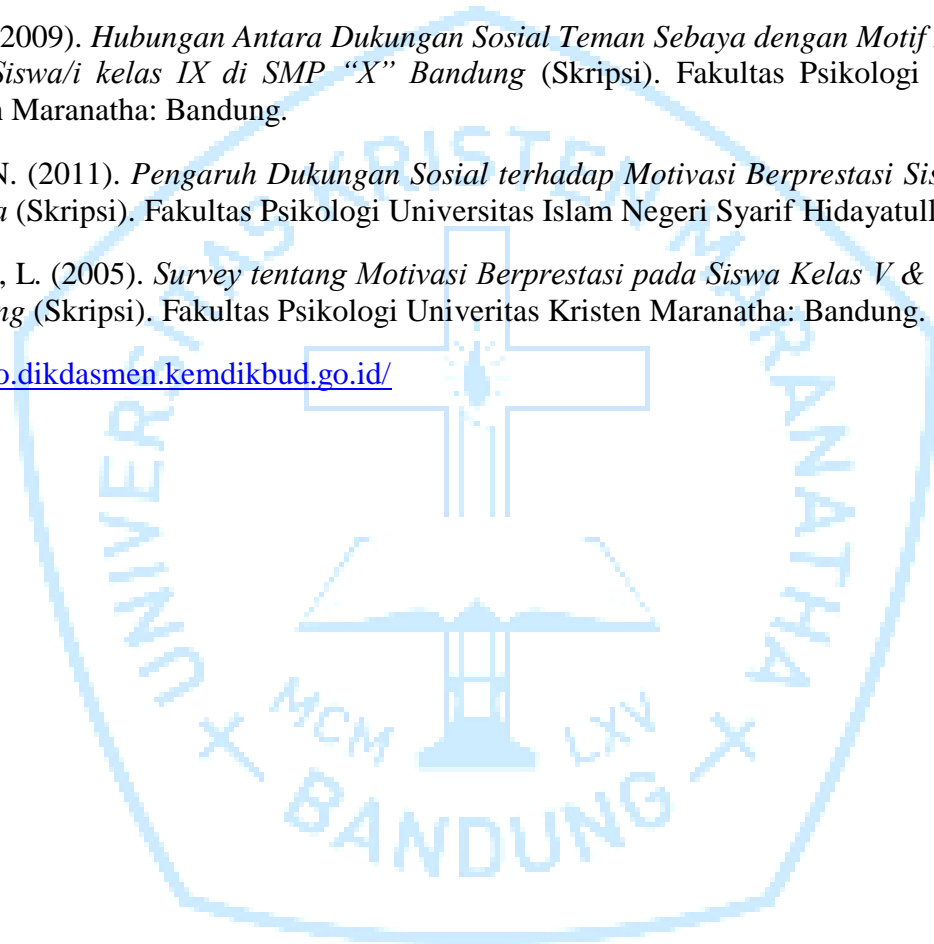 2009). Hubungan Antara Dukungan Sosial Teman Sebaya dengan Motif
Siswa/i kelas IX di SMP “X” Bandung (Skripsi). Fakultas Psikologi
n Maranatha: Bandung.
N. (2011). Pengaruh Dukungan Sosial terhadap Motivasi Berprestasi Sis
a (Skripsi). Fakultas Psikologi Universitas Islam Negeri Syarif Hidayatull
, L. (2005). Survey tentang Motivasi Berprestasi pada Siswa Kelas V &
ng (Skripsi). Fakultas Psikologi Univeritas Kristen Maranatha: Bandung.
o.dikdasmen.kemdikbud.go.id/
UNIVERSITAS KRISTEN MARANATHA
MCM LXV
BANDUNG